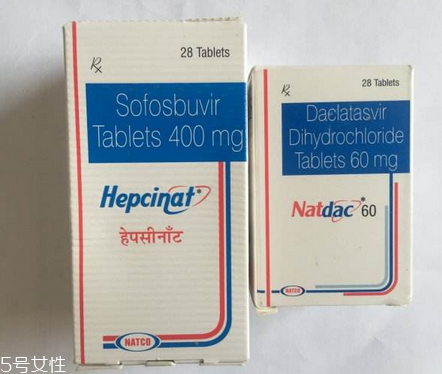 ℞
28 Tablets
Sofosbuvir
Tablets 400 mg
Hepcinat
हेपसीनॉट
NATCO
℞
28 Tablets
Daclatasvir
Dihydrochloride
Tablets 60 mg
Natdac 60
NATCO
5号女性